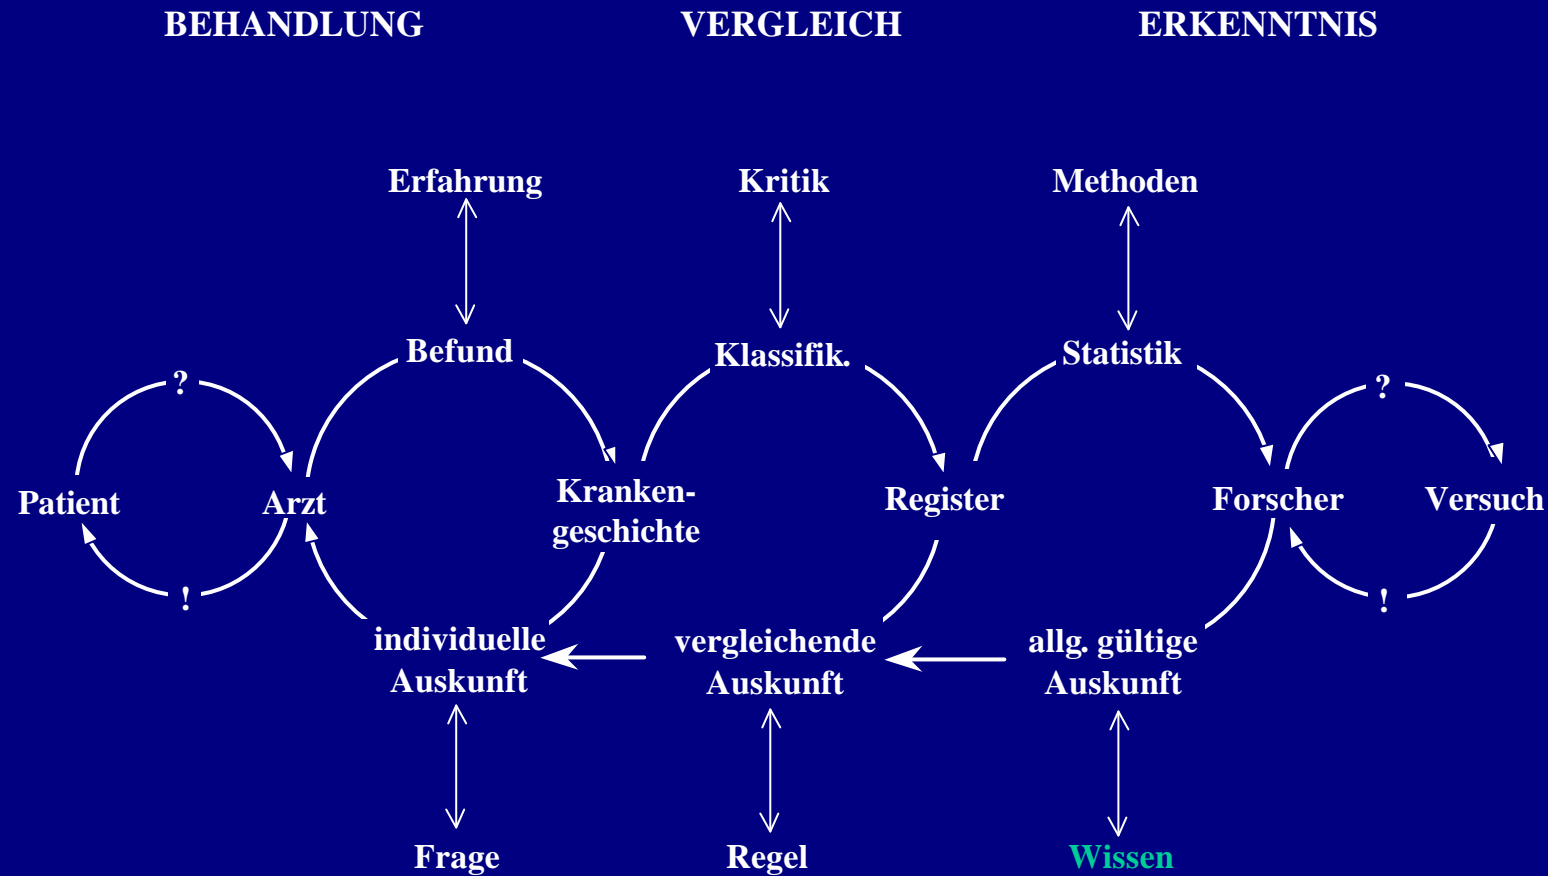 BEHANDLUNG VERGLEICH ERKENNTNIS
Erfahrung Kritik Methoden
Befund Klassifik. Statistik
? ?
Patient Arzt Kranken- Register Forscher Versuch
geschichte
! !
individuelle vergleichende allg. gültige
Auskunft Auskunft Auskunft
Frage Regel Wissen